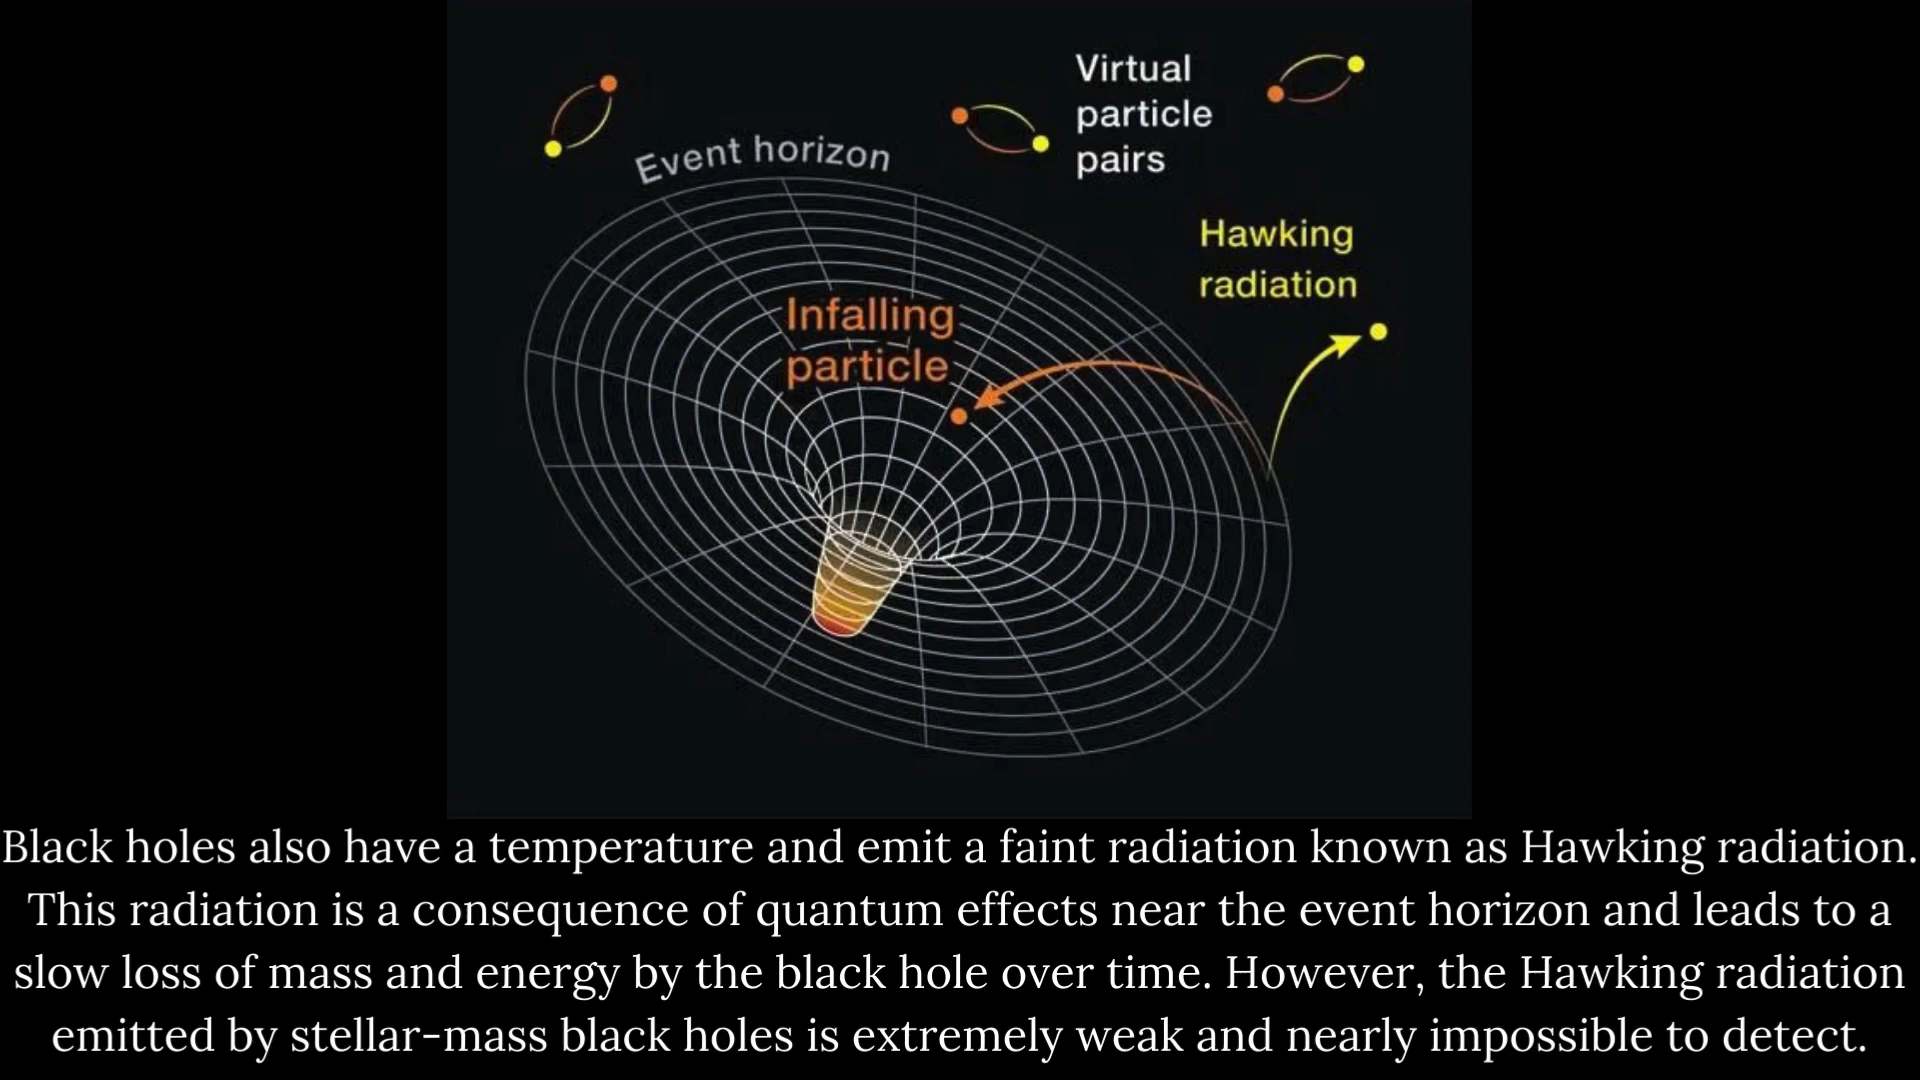 Virtual
particle
pairs
Event horizon
Hawking
radiation
Infalling
particle
Black holes also have a temperature and emit a faint radiation known as Hawking radiation.
This radiation is a consequence of quantum effects near the event horizon and leads to a
slow loss of mass and energy by the black hole over time. However, the Hawking radiation
emitted by stellar-mass black holes is extremely weak and nearly impossible to detect.